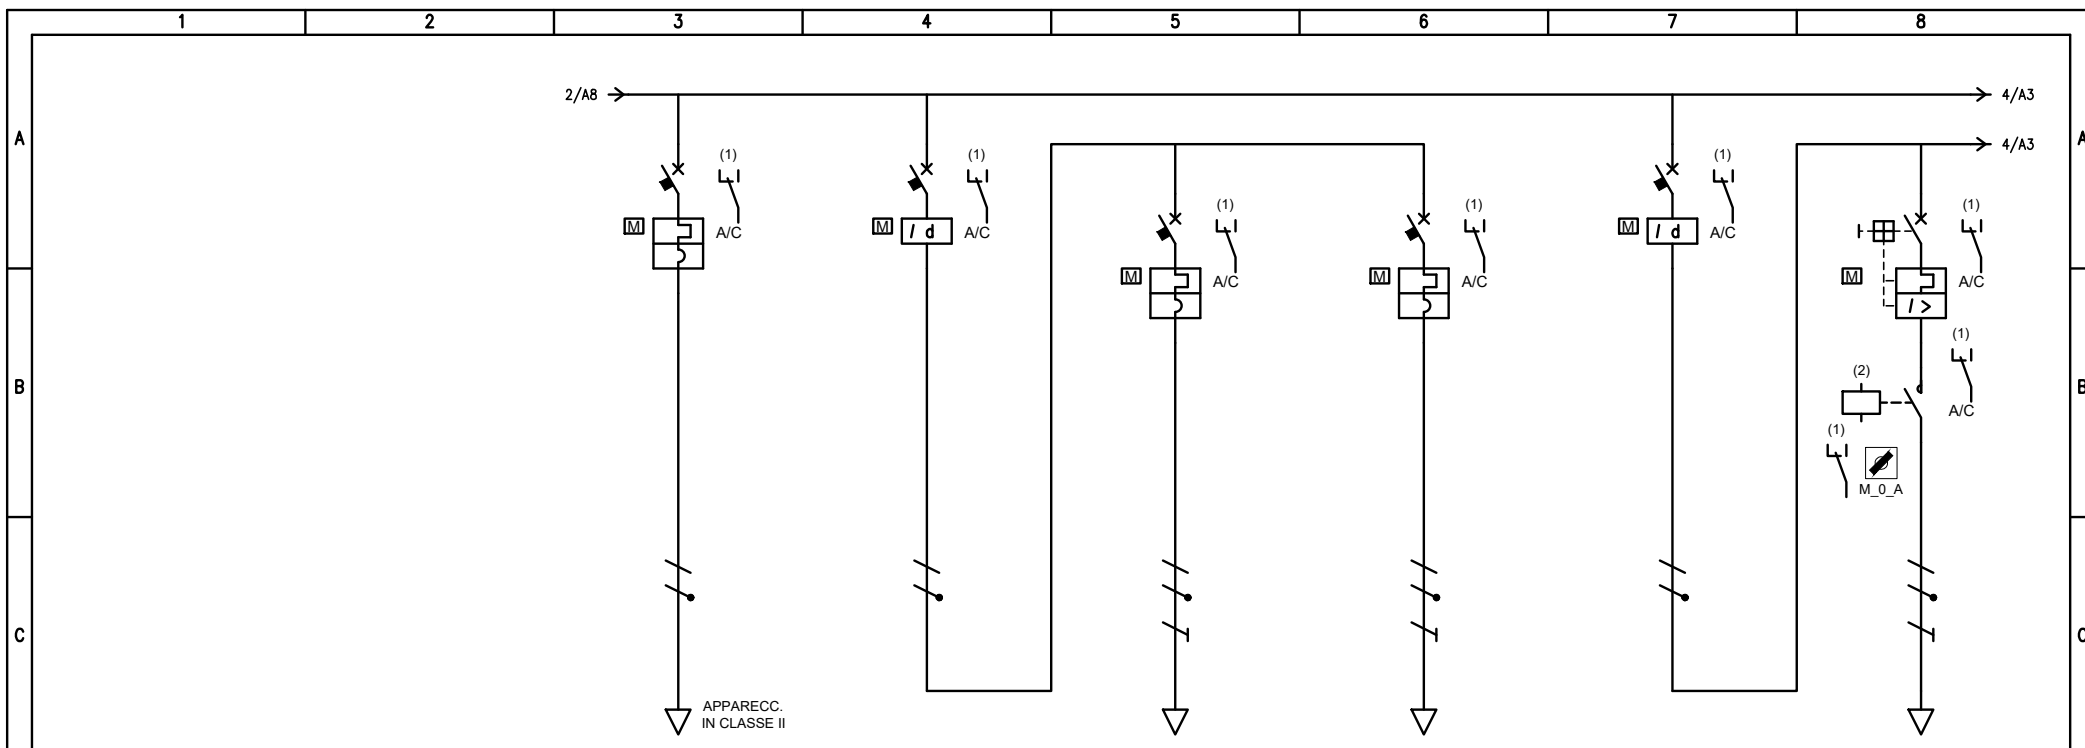 1 2 3 4 5 6 7 8
2/A8 4/A3
A A
4/A3
(1) (1) (1) (1)
M A/C M I d A/C M I d A/C
(1) (1) (1)
M A/C M A/C M A/C
I >
(1)
B (2) B
A/C
(1)
M_0_A
C C
APPARECC.
IN CLASSE II